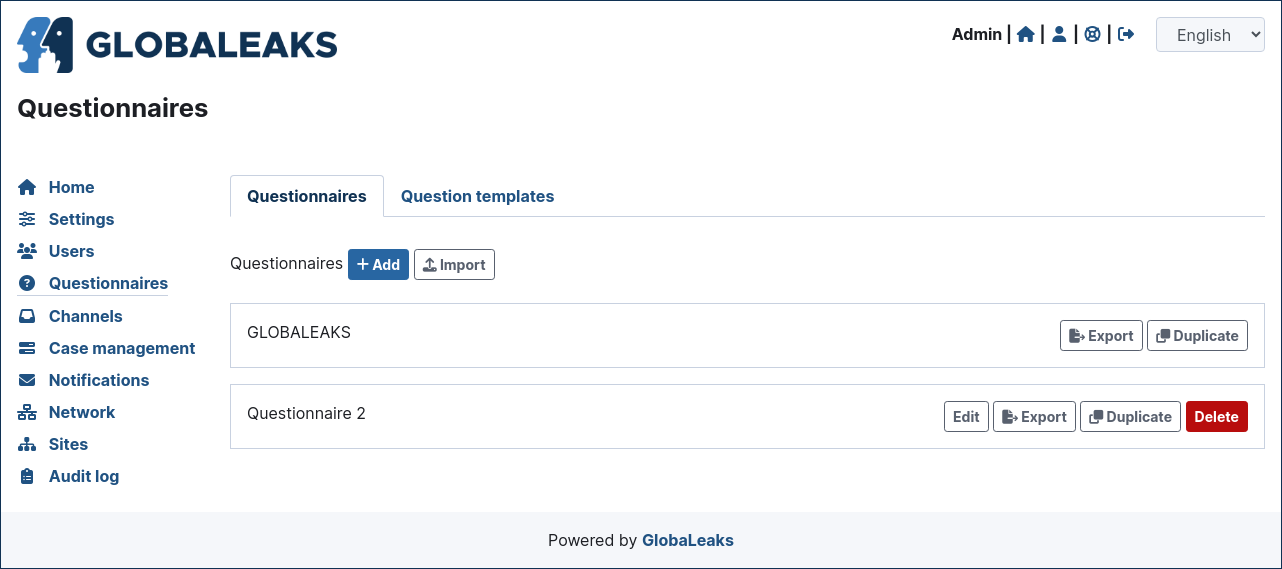 GLOBALEAKS
Admin | | | |
English
Questionnaires
Home
Settings
Users
Questionnaires
Channels
Case management
Notifications
Network
Sites
Audit log
Questionnaires Question templates
Questionnaires Add Import
GLOBALEAKS Export Duplicate
Questionnaire 2 Edit Export Duplicate Delete
Powered by GlobaLeaks